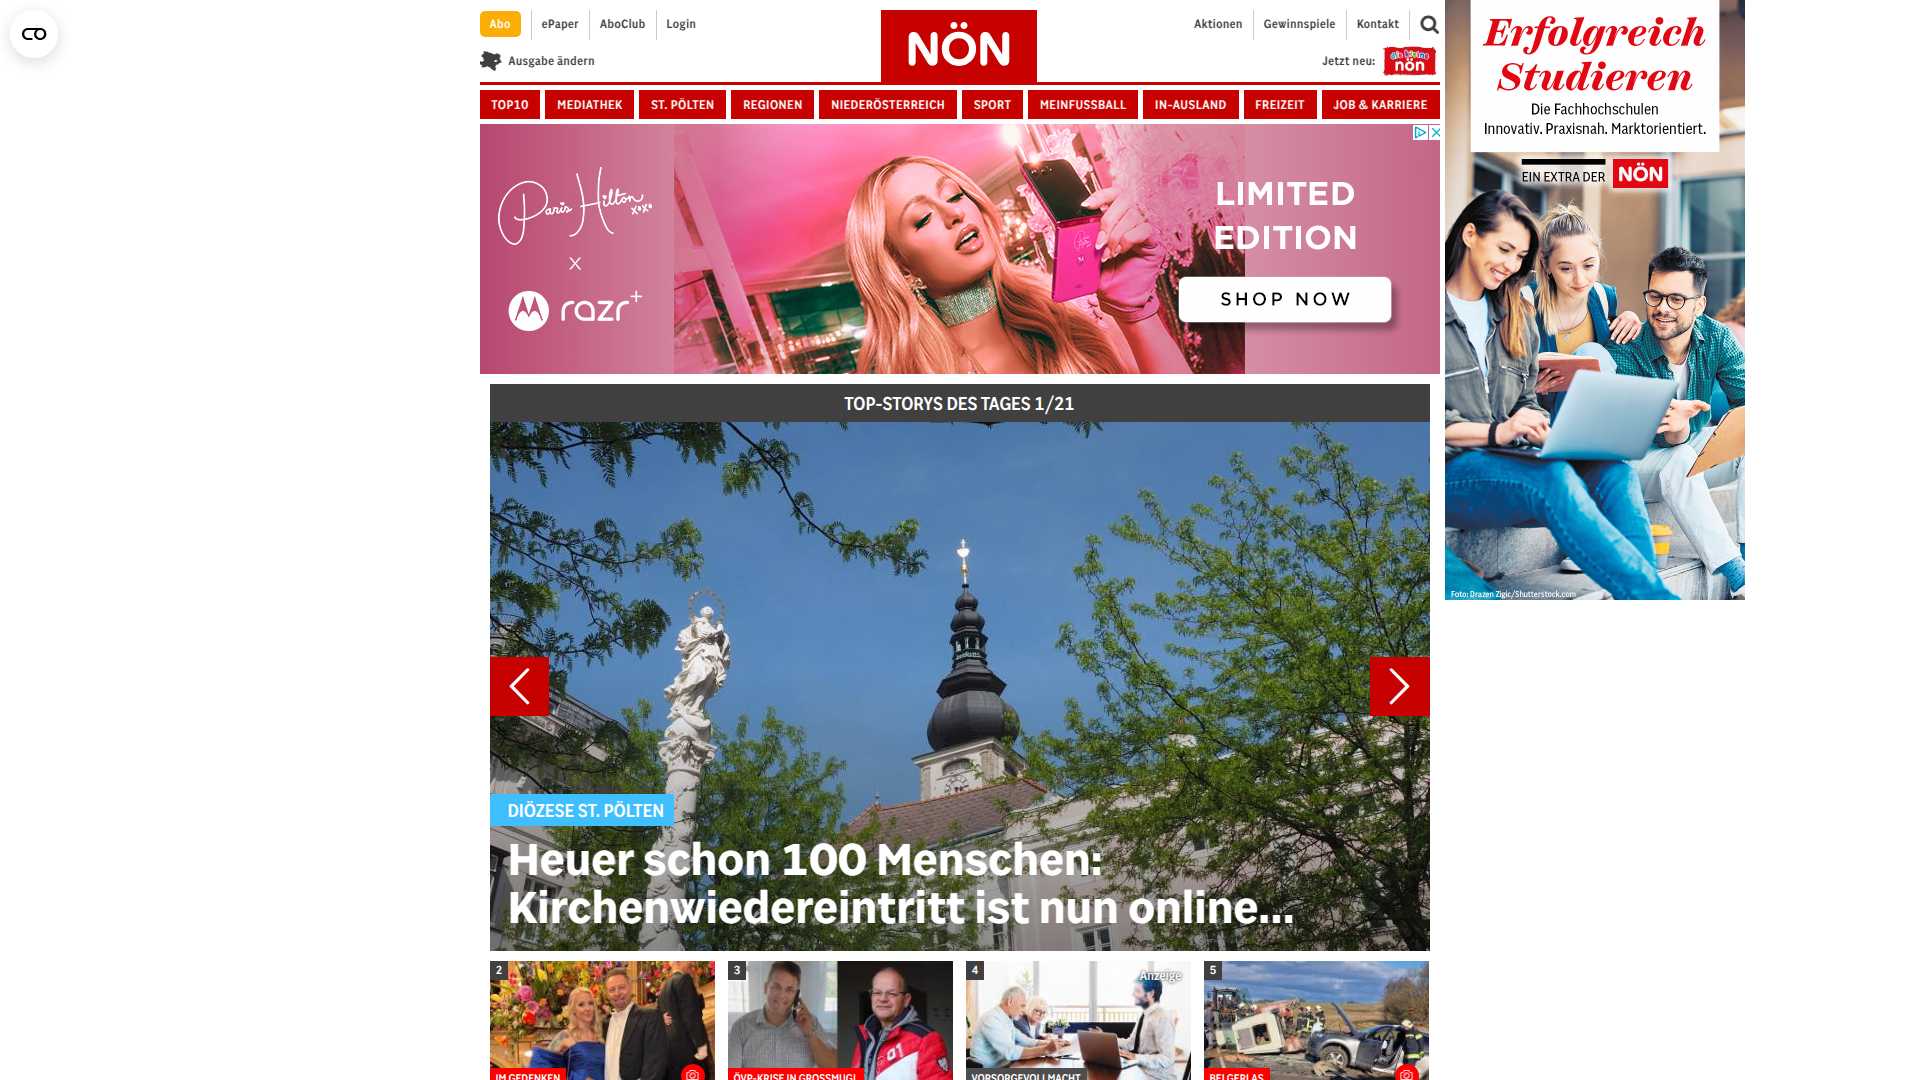 Abo
ePaper
AboClub
Login
NÖN
Aktionen
Gewinnspiele
Kontakt
Ausgabe ändern
Jetzt neu:
die kleine
nön
TOP10
MEDIATHEK
ST. PÖLTEN
REGIONEN
NIEDERÖSTERREICH
SPORT
MEINFUSSBALL
IN-AUSLAND
FREIZEIT
JOB & KARRIERE
Paris Hilton
xoxo
X
razr+
LIMITED
EDITION
SHOP NOW
Erfolgreich
Studieren
Die Fachhochschulen
Innovativ. Praxisnah. Marktorientiert.
EIN EXTRA DER NÖN
Foto: Drazen Zigic/Shutterstock.com
TOP-STORYS DES TAGES 1/21
DIÖZESE ST. PÖLTEN
Heuer schon 100 Menschen:
Kirchenwiedereintritt ist nun online...
2
IM GEDENKEN
3
ÖVP-KRISE IN GROSSMUGL
4
Anzeige
VORSORGEVOLLMACHT
5
BELGERLAS